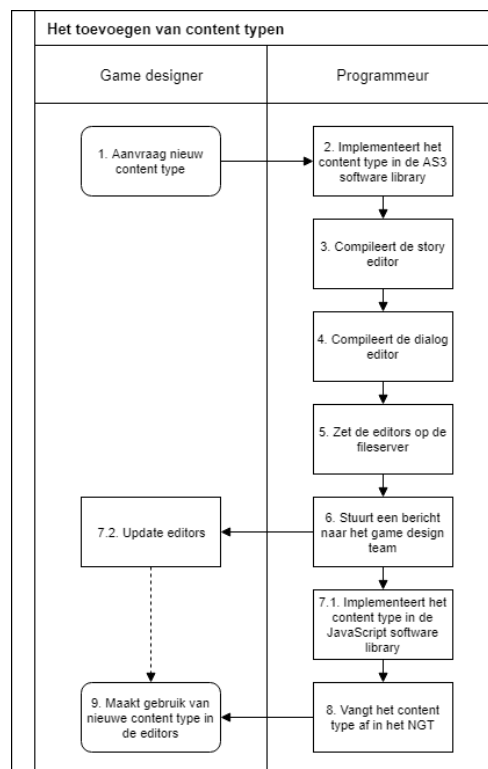 Het toevoegen van content typen
Game designer
Programmeur
1. Aanvraag nieuw
content type
2. Implementeert het
content type in de AS3
software library
3. Compileert de story
editor
4. Compileert de dialog
editor
5. Zet de editors op de
fileserver
7.2. Update editors
6. Stuurt een bericht
naar het game design
team
7.1. Implementeert het
content type in de
JavaScript software
library
9. Maakt gebruik van
nieuwe content type in
de editors
8. Vangt het content
type af in het NGT